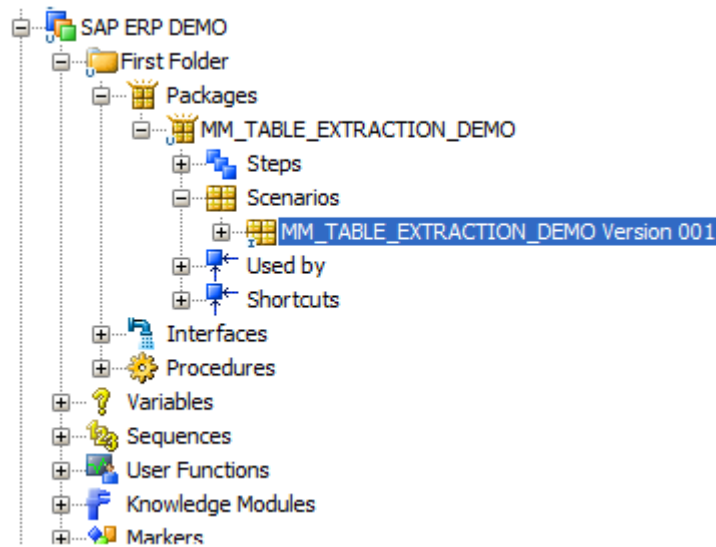 SAP ERP DEMO
First Folder
Packages
MM_TABLE_EXTRACTION_DEMO
Steps
Scenarios
MM_TABLE_EXTRACTION_DEMO Version 001
Used by
Shortcuts
Interfaces
Procedures
Variables
Sequences
User Functions
Knowledge Modules
Markers